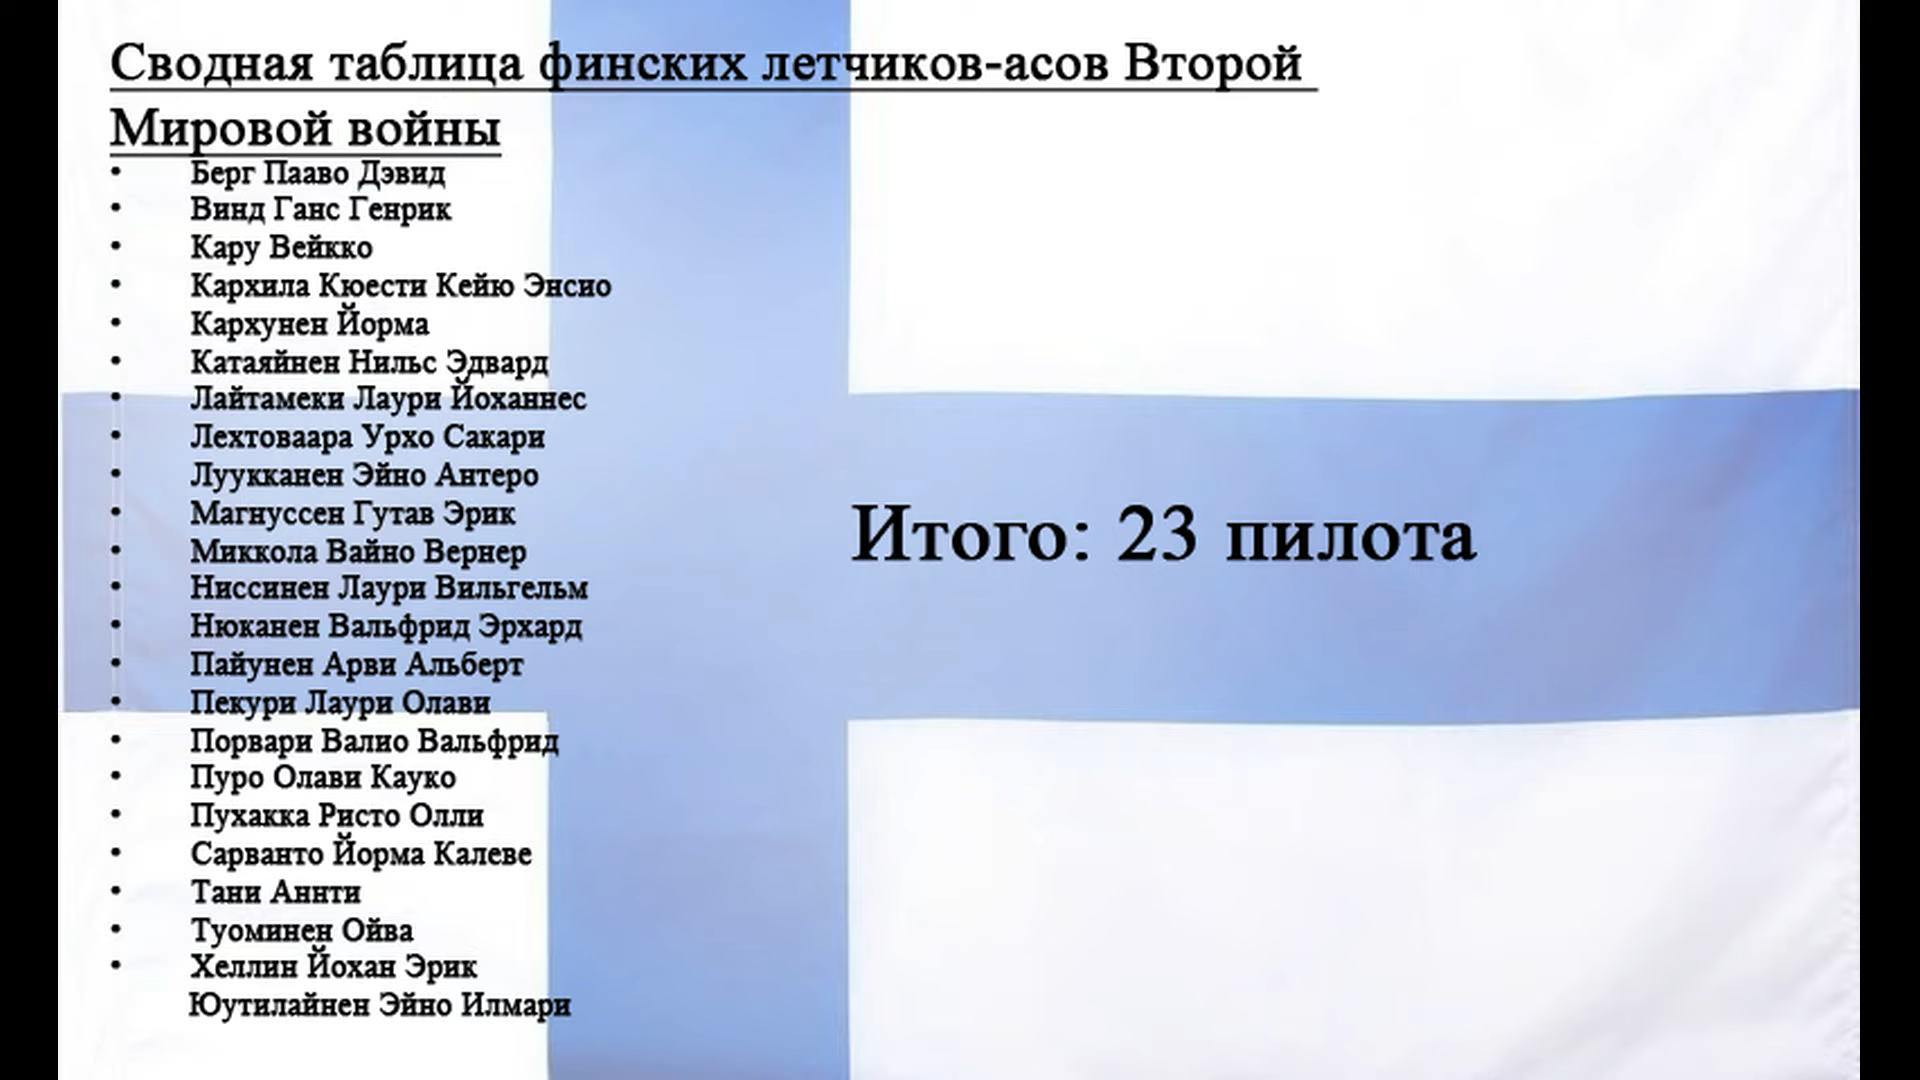 Сводная таблица финских летчиков-асов Второй
Мировой войны
• Берг Пааво Дэвид
• Винд Ганс Генрик
• Кару Вейкко
• Кархила Кюести Кейю Энсио
• Кархунен Йорма
• Катаяйнен Нильс Эдвард
• Лайтамеки Лаури Йоханнес
• Лехтоваара Урхо Сакари
• Луукканен Эйно Антеро
• Магнуссен Гутав Эрик
• Миккола Вайно Вернер
• Ниссинен Лаури Вильгельм
• Нюканен Вальфрид Эрхард
• Пайунен Арви Альберт
• Пекури Лаури Олави
• Порвари Валио Вальфрид
• Пуро Олави Кауко
• Пухакка Ристо Олли
• Сарванто Йорма Калеве
• Тани Аннти
• Туоминен Ойва
• Хеллин Йохан Эрик
Юутилайнен Эйно Илмари
Итого: 23 пилота